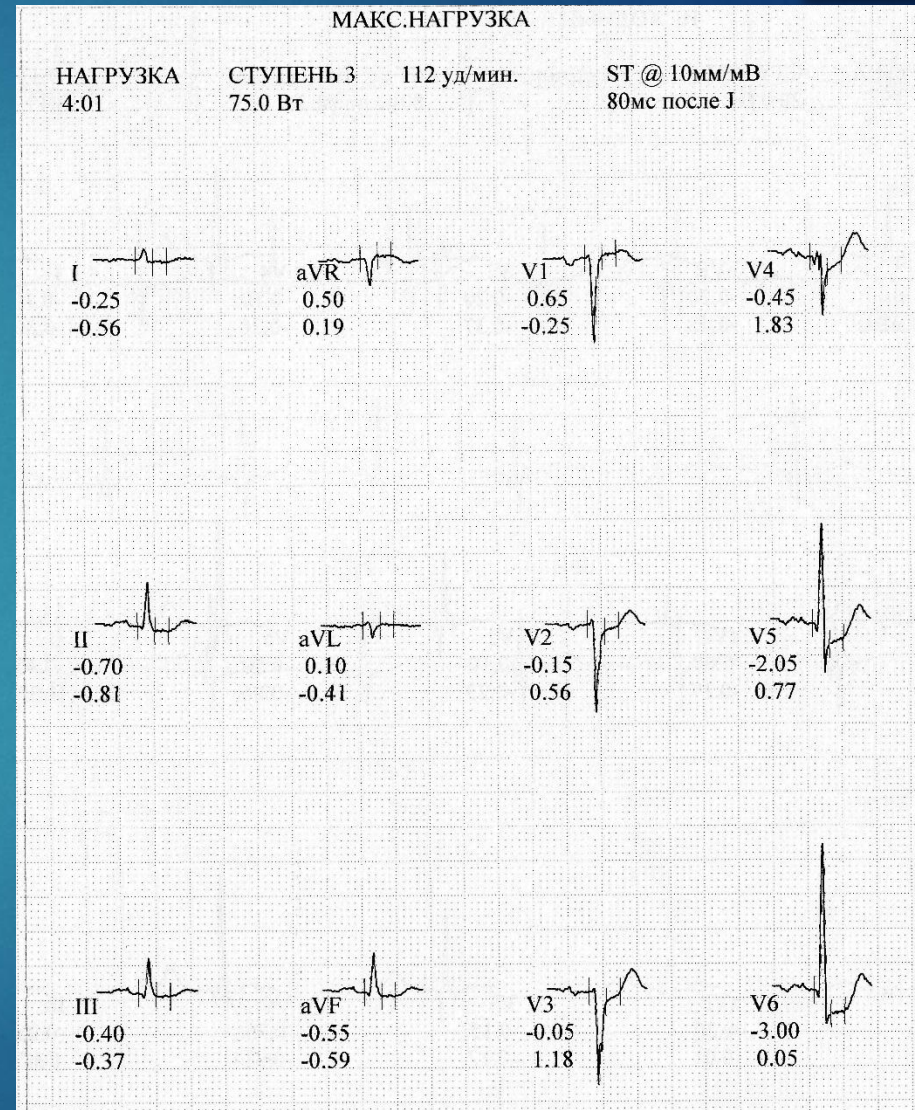 МАКС.НАГРУЗКА
НАГРУЗКА СТУПЕНЬ 3 112 уд/мин. ST @ 10мм/мВ
4:01 75.0 Вт 80мс после J
I aVR V1 V4
-0.25 0.50 0.65 -0.45
-0.56 0.19 -0.25 1.83
II aVL V2 V5
-0.70 0.10 -0.15 -2.05
-0.81 -0.41 0.56 0.77
III aVF V3 V6
-0.40 -0.55 -0.05 -3.00
-0.37 -0.59 1.18 0.05